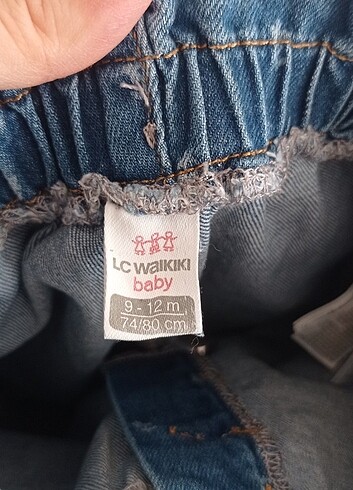 LC WAIKIKI
baby
9 - 12 m
74/80 cm